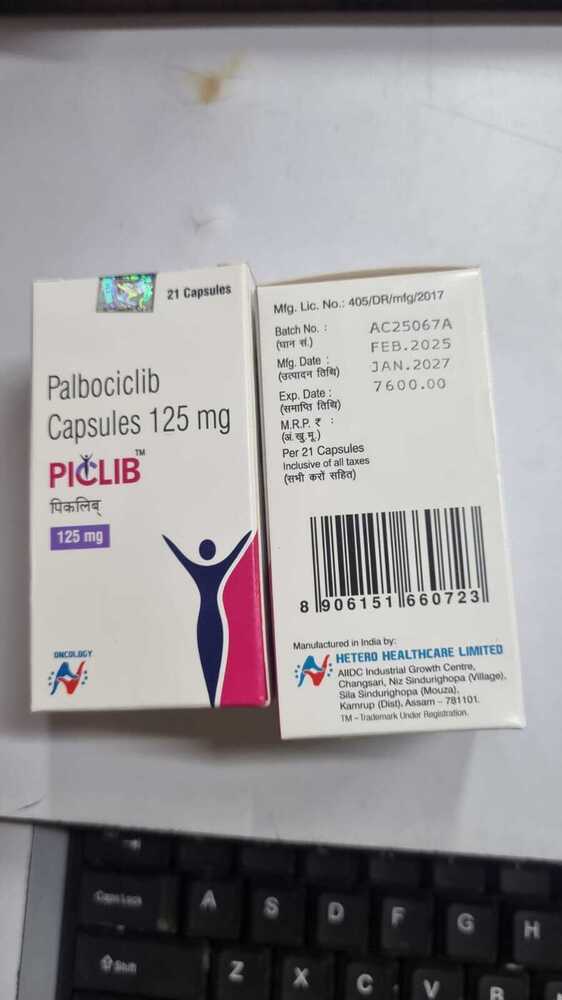 21 Capsules
Palbociclib
Capsules 125 mg
PICLIB™
पिकलिब्
125 mg
ONCOLOGY
Mfg. Lic. No.: 405/DR/mfg/2017
Batch No. : AC25067A
(घान सं.)
FEB.2025
Mfg. Date :
(उत्पादन तिथि)
JAN.2027
Exp. Date : 7600.00
(समाप्ति तिथि)
M.R.P. ₹ :
(अं.खु.मू.)
Per 21 Capsules
Inclusive of all taxes
(सभी करों सहित)
8 906151 660723
Manufactured in India by:
HETERO HEALTHCARE LIMITED
AIIDC Industrial Growth Centre,
Changsari, Niz Sindurighopa (Village),
Sila Sindurighopa (Mouza),
Kamrup (Dist), Assam – 781101.
TM – Trademark Under Registration.
Caps Lock
A
S
D
F
G
H
Shift
Z
X
C
V
B